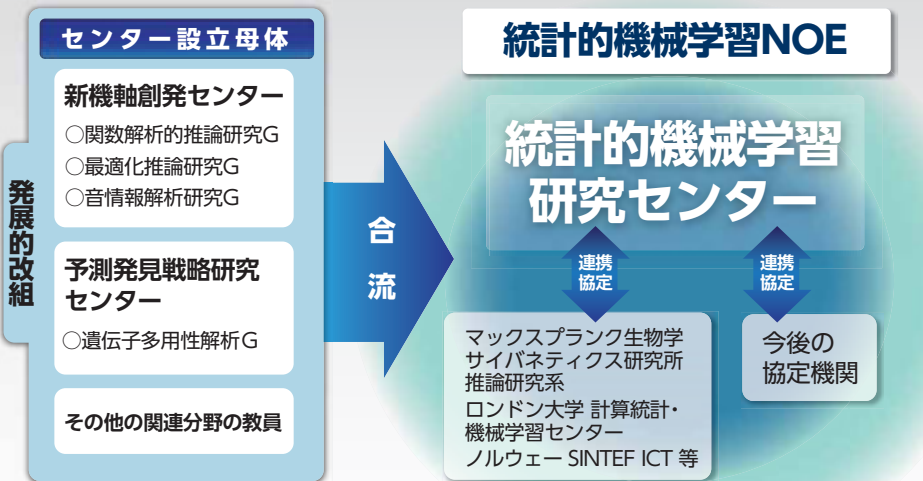 センター設立母体
発展的改組
新機軸創発センター
○関数解析的推論研究G
○最適化推論研究G
○音情報解析研究G
予測発見戦略研究
センター
○遺伝子多用性解析G
その他の関連分野の教員
合
流
統計的機械学習NOE
統計的機械学習
研究センター
連携
協定
連携
協定
マックスプランク生物学
サイバネティクス研究所
推論研究系
ロンドン大学 計算統計・
機械学習センター
ノルウェー SINTEF ICT 等
今後の
協定機関